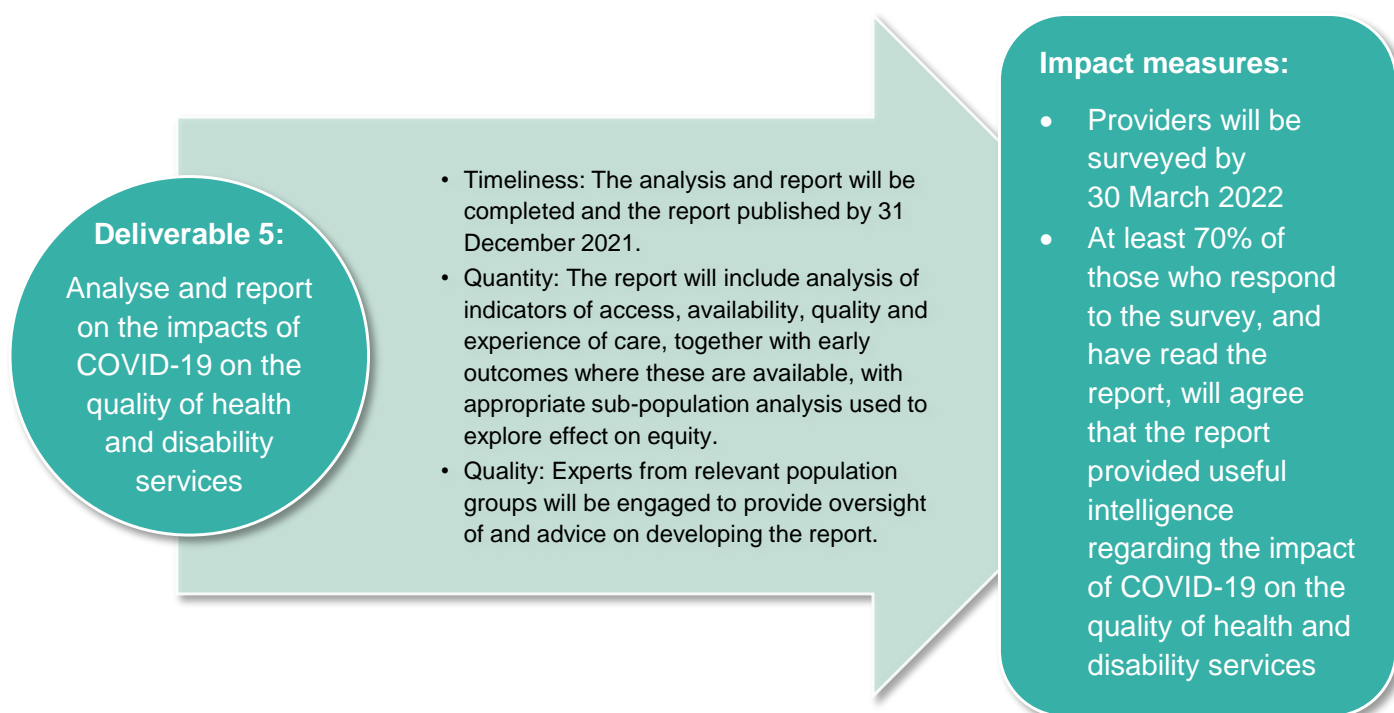 Deliverable 5:
Analyse and report
on the impacts of
COVID-19 on the
quality of health
and disability
services
• Timeliness: The analysis and report will be
completed and the report published by 31
December 2021.
• Quantity: The report will include analysis of
indicators of access, availability, quality and
experience of care, together with early
outcomes where these are available, with
appropriate sub-population analysis used to
explore effect on equity.
• Quality: Experts from relevant population
groups will be engaged to provide oversight
of and advice on developing the report.
Impact measures:
• Providers will be
surveyed by
30 March 2022
• At least 70% of
those who respond
to the survey, and
have read the
report, will agree
that the report
provided useful
intelligence
regarding the impact
of COVID-19 on the
quality of health and
disability services